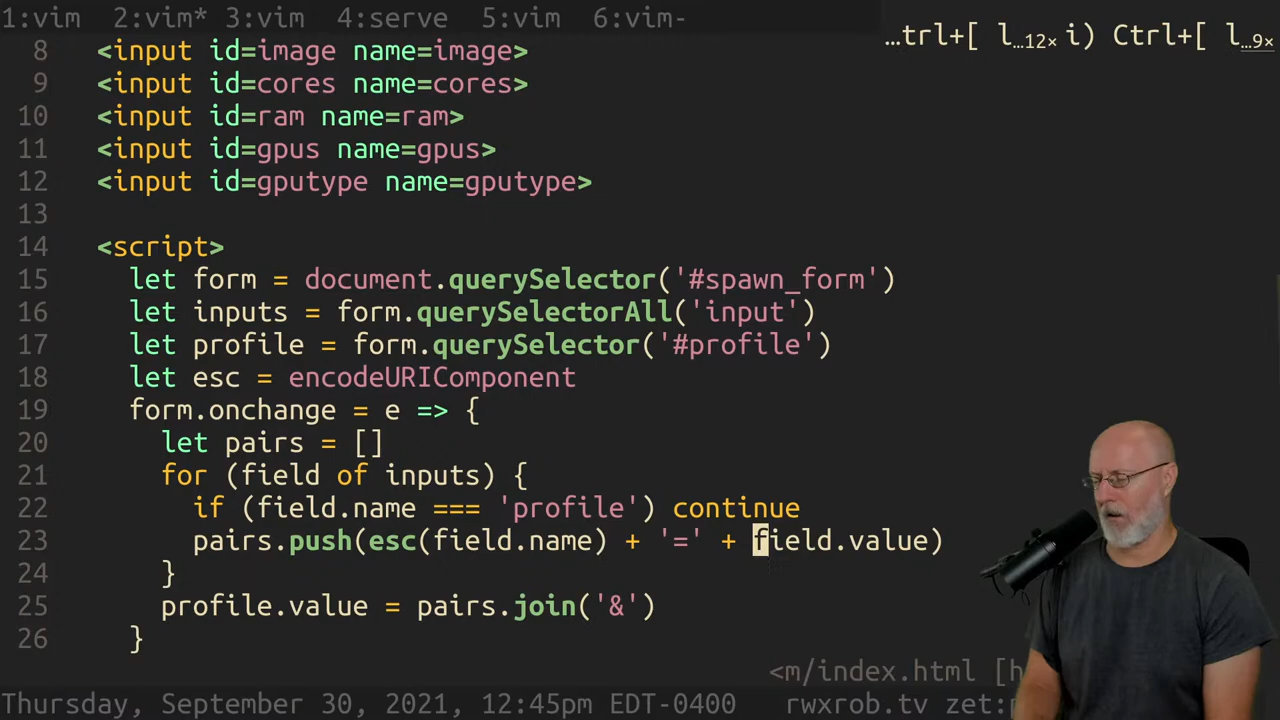 1:vim 2:vim* 3:vim 4:serve 5:vim 6:vim-
…trl+[ l…12× i) Ctrl+[ l…9×
8 <input id=image name=image>
9 <input id=cores name=cores>
10 <input id=ram name=ram>
11 <input id=gpus name=gpus>
12 <input id=gputype name=gputype>
13
14 <script>
15 let form = document.querySelector('#spawn_form')
16 let inputs = form.querySelectorAll('input')
17 let profile = form.querySelector('#profile')
18 let esc = encodeURIComponent
19 form.onchange = e => {
20 let pairs = []
21 for (field of inputs) {
22 if (field.name === 'profile') continue
23 pairs.push(esc(field.name) + '=' + field.value)
24 }
25 profile.value = pairs.join('&')
26 }
<m/index.html [h
Thursday, September 30, 2021, 12:45pm EDT-0400 rwxrob.tv zet: